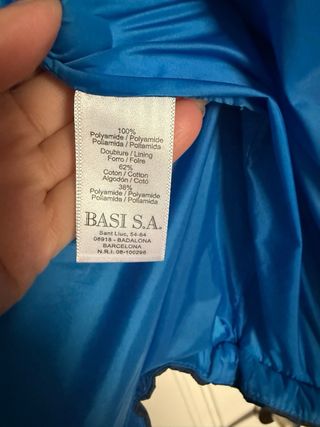 100%
Polyamide / Polyamide
Poliamida / Poliamida
Doublure / Lining
Forro / Folre
62%
Coton / Cotton
Algodón / Cotó
38%
Polyamide / Polyamide
Poliamida / Poliamida
BASI S.A.
Sant Lluc, 54-64
08918 - BADALONA
BARCELONA
N.R.I. 08-100296